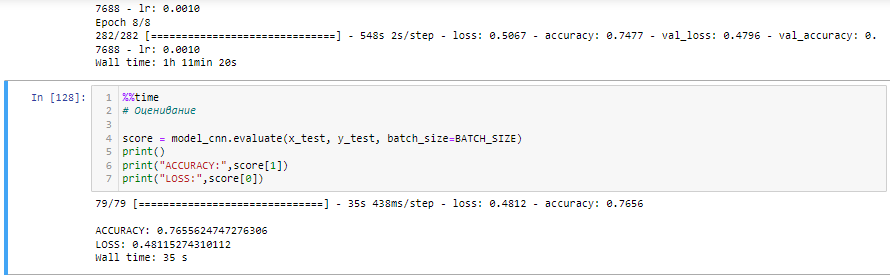 7688 - lr: 0.0010
Epoch 8/8
282/282 [==============================] - 548s 2s/step - loss: 0.5067 - accuracy: 0.7477 - val_loss: 0.4796 - val_accuracy: 0.
7688 - lr: 0.0010
Wall time: 1h 11min 20s
In [128]:
1 %%time
2 # Оценивание
3
4 score = model_cnn.evaluate(x_test, y_test, batch_size=BATCH_SIZE)
5 print()
6 print("ACCURACY:",score[1])
7 print("LOSS:",score[0])
79/79 [==============================] - 35s 438ms/step - loss: 0.4812 - accuracy: 0.7656
ACCURACY: 0.7655624747276306
LOSS: 0.48115274310112
Wall time: 35 s